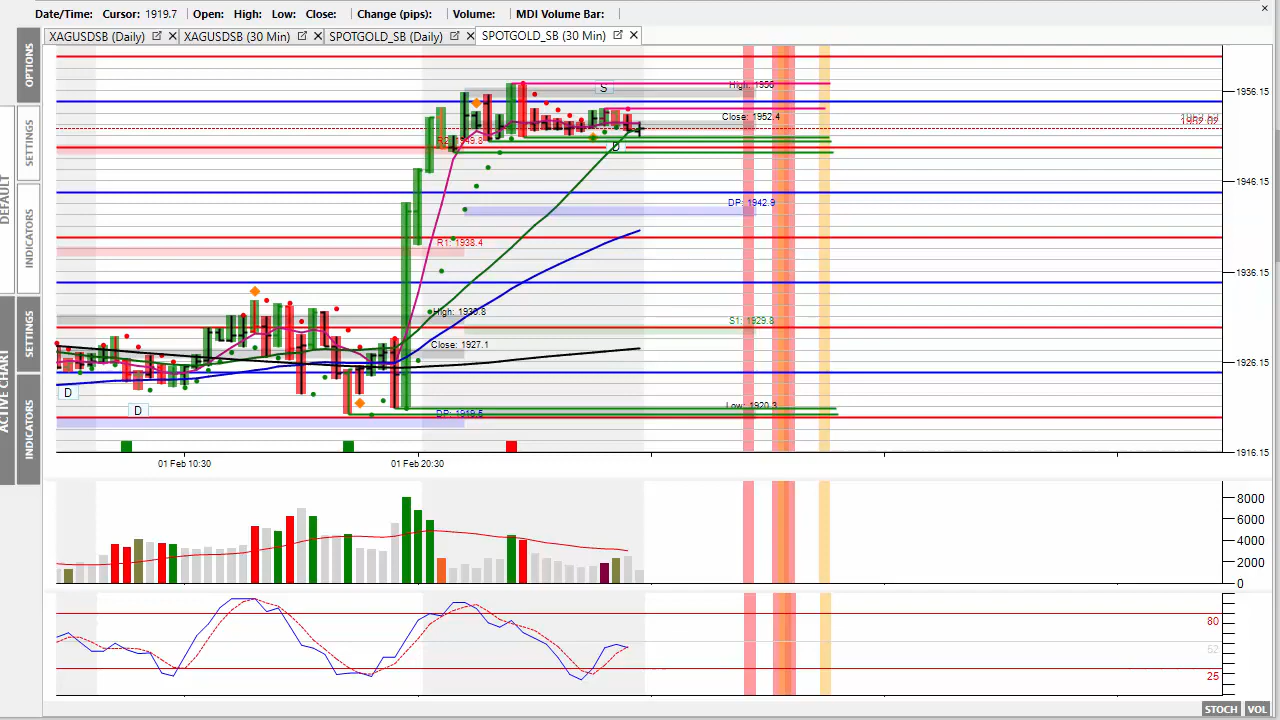 Date/Time: Cursor: 1919.7 Open: High: Low: Close: Change (pips): Volume: MDI Volume Bar:
XAGUSDSB (Daily) XAGUSDSB (30 Min) SPOTGOLD_SB (Daily) SPOTGOLD_SB (30 Min)
OPTIONS
SETTINGS
INDICATORS
DEFAULT
SETTINGS
INDICATORS
ACTIVE CHART
S
High: 1956
1956.15
Close: 1952.4
D
1946.15
DP: 1942.9
R1: 1938.4
1936.15
High: 1930.8
S1: 1929.8
Close: 1927.1
1926.15
D
D
Low: 1920.3
DP: 1919.5
1916.15
01 Feb 10:30
01 Feb 20:30
8000
6000
4000
2000
0
80
52
25
STOCH VOL